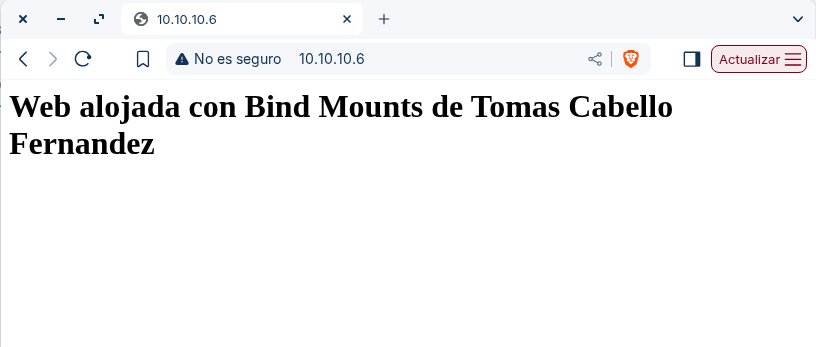 10.10.10.6
No es seguro 10.10.10.6
Actualizar
Web alojada con Bind Mounts de Tomas Cabello
Fernandez